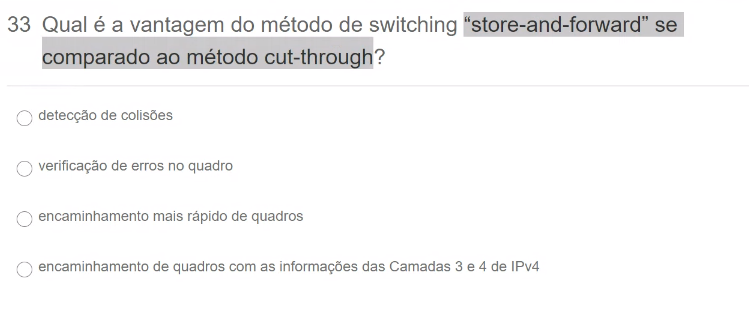 33 Qual é a vantagem do método de switching “store-and-forward” se
comparado ao método cut-through?
detecção de colisões
verificação de erros no quadro
encaminhamento mais rápido de quadros
encaminhamento de quadros com as informações das Camadas 3 e 4 de IPv4